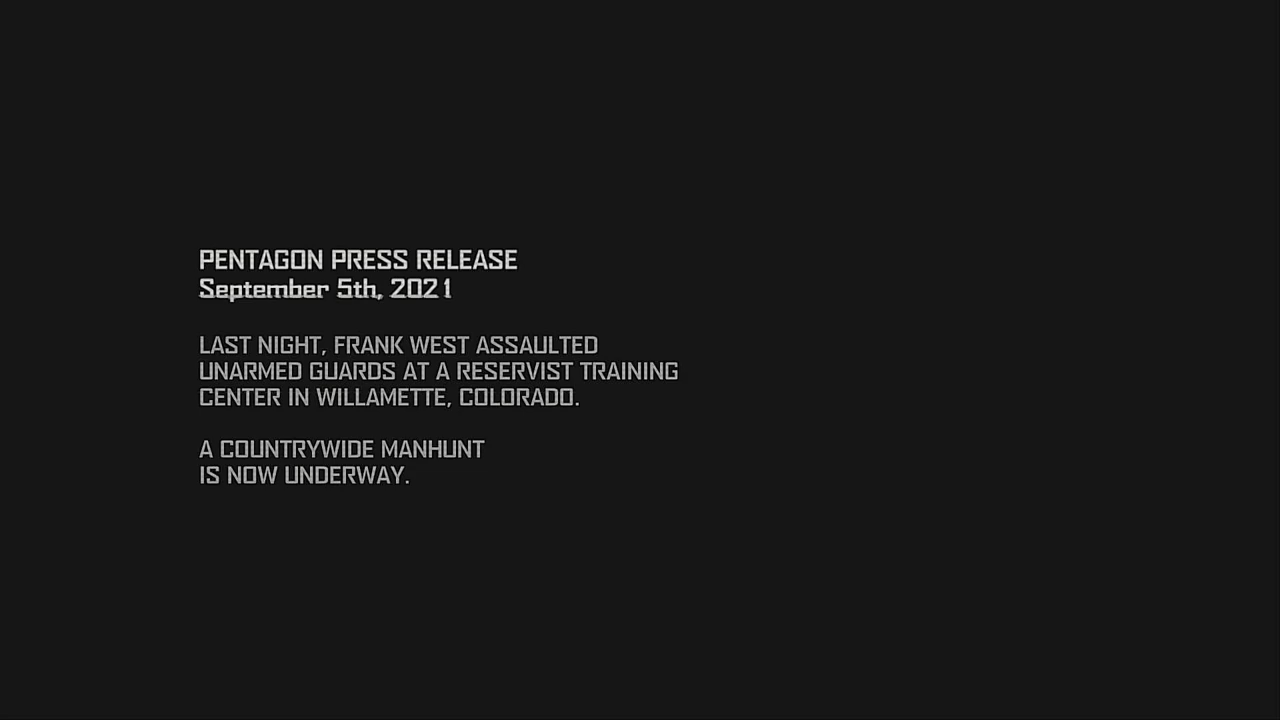 PENTAGON PRESS RELEASE
September 5th, 2021
LAST NIGHT, FRANK WEST ASSAULTED
UNARMED GUARDS AT A RESERVIST TRAINING
CENTER IN WILLAMETTE, COLORADO.
A COUNTRYWIDE MANHUNT
IS NOW UNDERWAY.